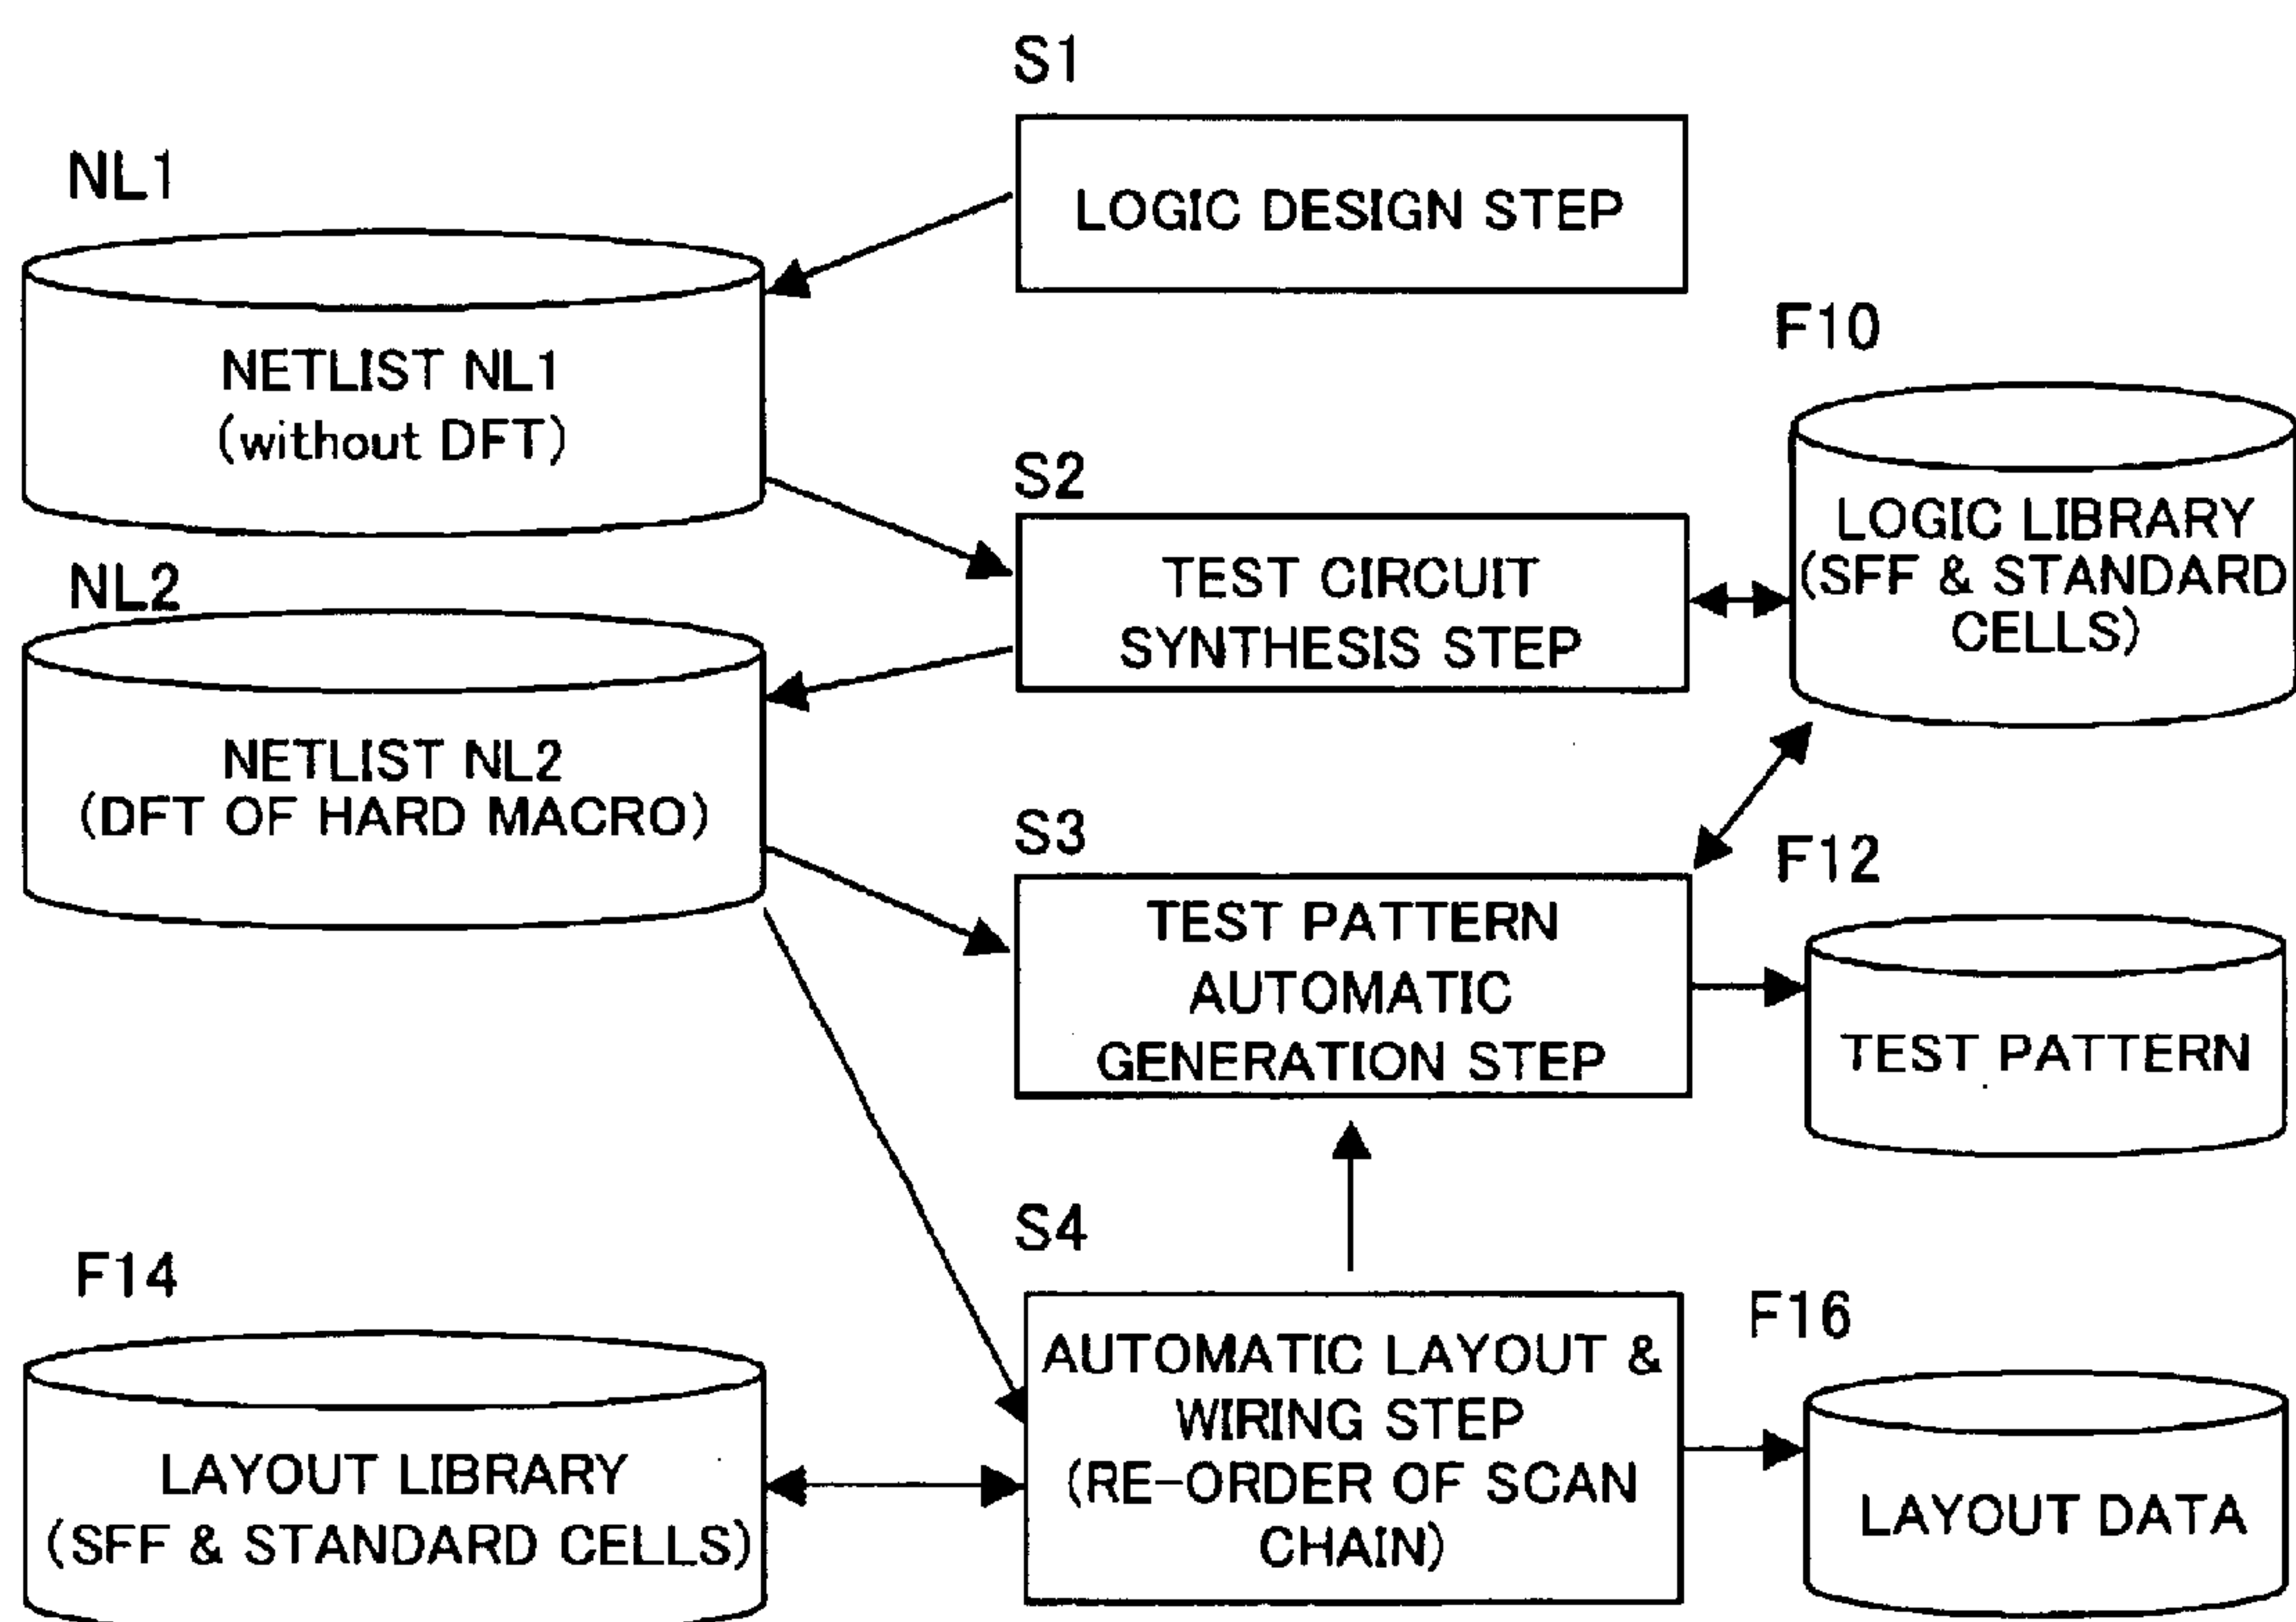 S1
LOGIC DESIGN STEP
NL1
NETLIST NL1
(without DFT)
F10
LOGIC LIBRARY
(SFF & STANDARD
CELLS)
S2
TEST CIRCUIT
SYNTHESIS STEP
NL2
NETLIST NL2
(DFT OF HARD MACRO)
S3
TEST PATTERN
AUTOMATIC
GENERATION STEP
F12
TEST PATTERN
S4
AUTOMATIC LAYOUT &
WIRING STEP
(RE-ORDER OF SCAN
CHAIN)
F14
LAYOUT LIBRARY
(SFF & STANDARD CELLS)
F16
LAYOUT DATA